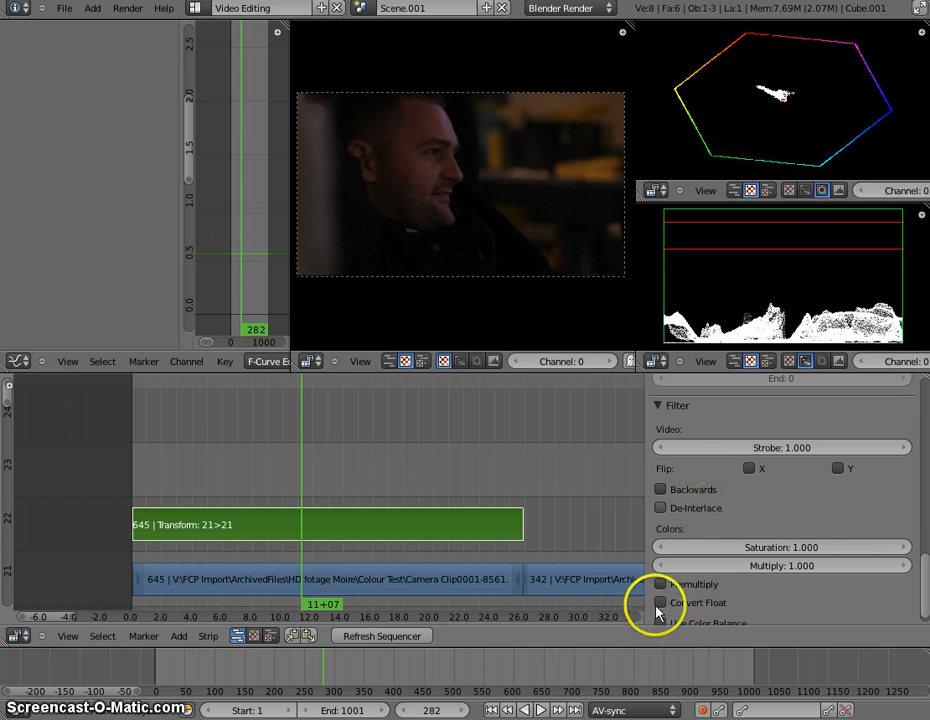 File Add Render Help Video Editing Scene.001 Blender Render Ve:8 | Fa:6 | Ob:1-3 | La:1 | Mem:7.69M (2.07M) | Cube.001
2.5
2.0
1.5
1.0
0.5
0.0
282
0 1000
View Channel: 0
View Select Marker Channel Key F-Curve E View Channel: 0 View Channel: 0
End: 0
Filter
Video:
Strobe: 1.000
Flip: X Y
Backwards
De-Interlace
Colors:
Saturation: 1.000
Multiply: 1.000
Premultiply
Convert Float
Use Color Balance
24
23
22
21
645 | Transform: 21>21
645 | V:\FCP Import\ArchivedFiles\HD fotage Moire\Colour Test\Camera Clip0001-8561. 342 | V:\FCP Import\Archi
11+07
-6.0 -4.0 0.0 2.0 4.0 6.0 8.0 10.0 12.0 14.0 16.0 18.0 20.0 22.0 24.0 26.0 28.0 30.0 32.0
View Select Marker Add Strip Refresh Sequencer
-200 -150 -100 -50 0 50 100 150 200 250 300 350 400 450 500 550 600 650 700 750 800 850 900 950 1000 1050 1100 1150 1200 1250
Screencast-O-Matic.com Start: 1 End: 1001 282 AV-sync